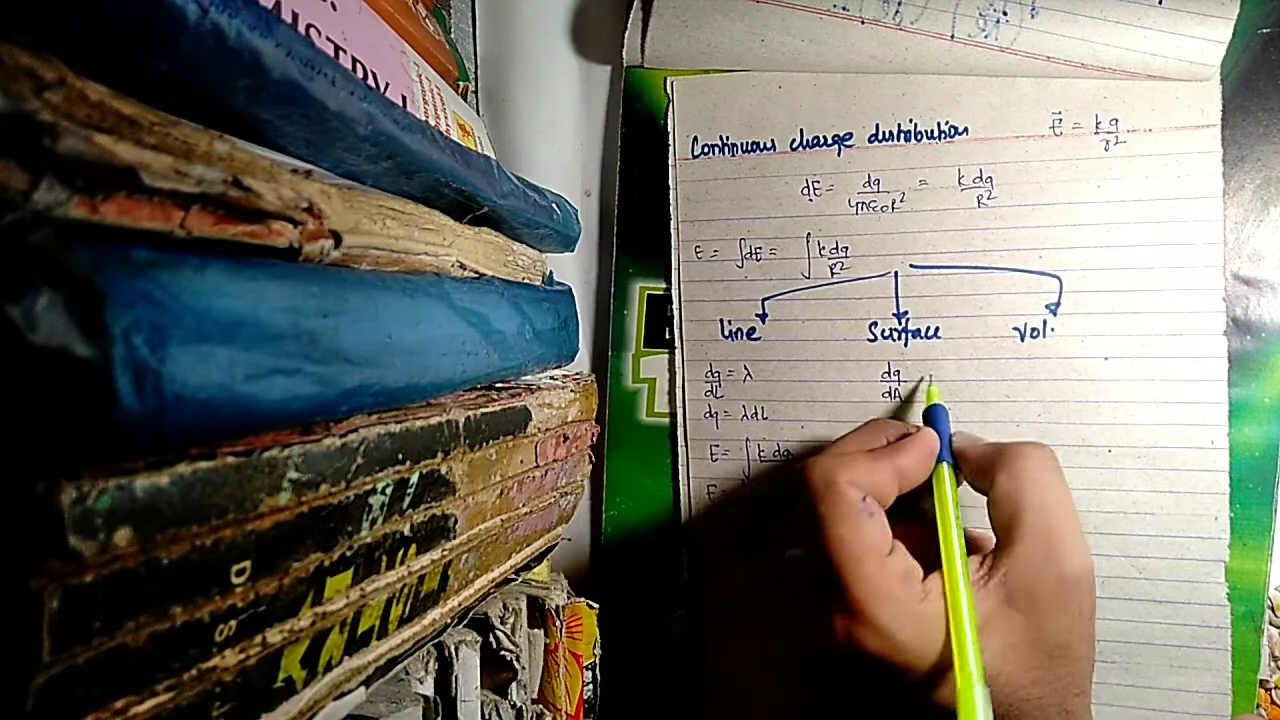 MISTRY I
Continuous charge distribution
E⃗ = kq/r²
dE = dq/4πε₀R² = k dq/R²
E = ∫dE = ∫ k dq/R²
Line Surface Vol.
dq/dL = λ dq/dA
dq = λdL
E = ∫ k dq
E =
D S